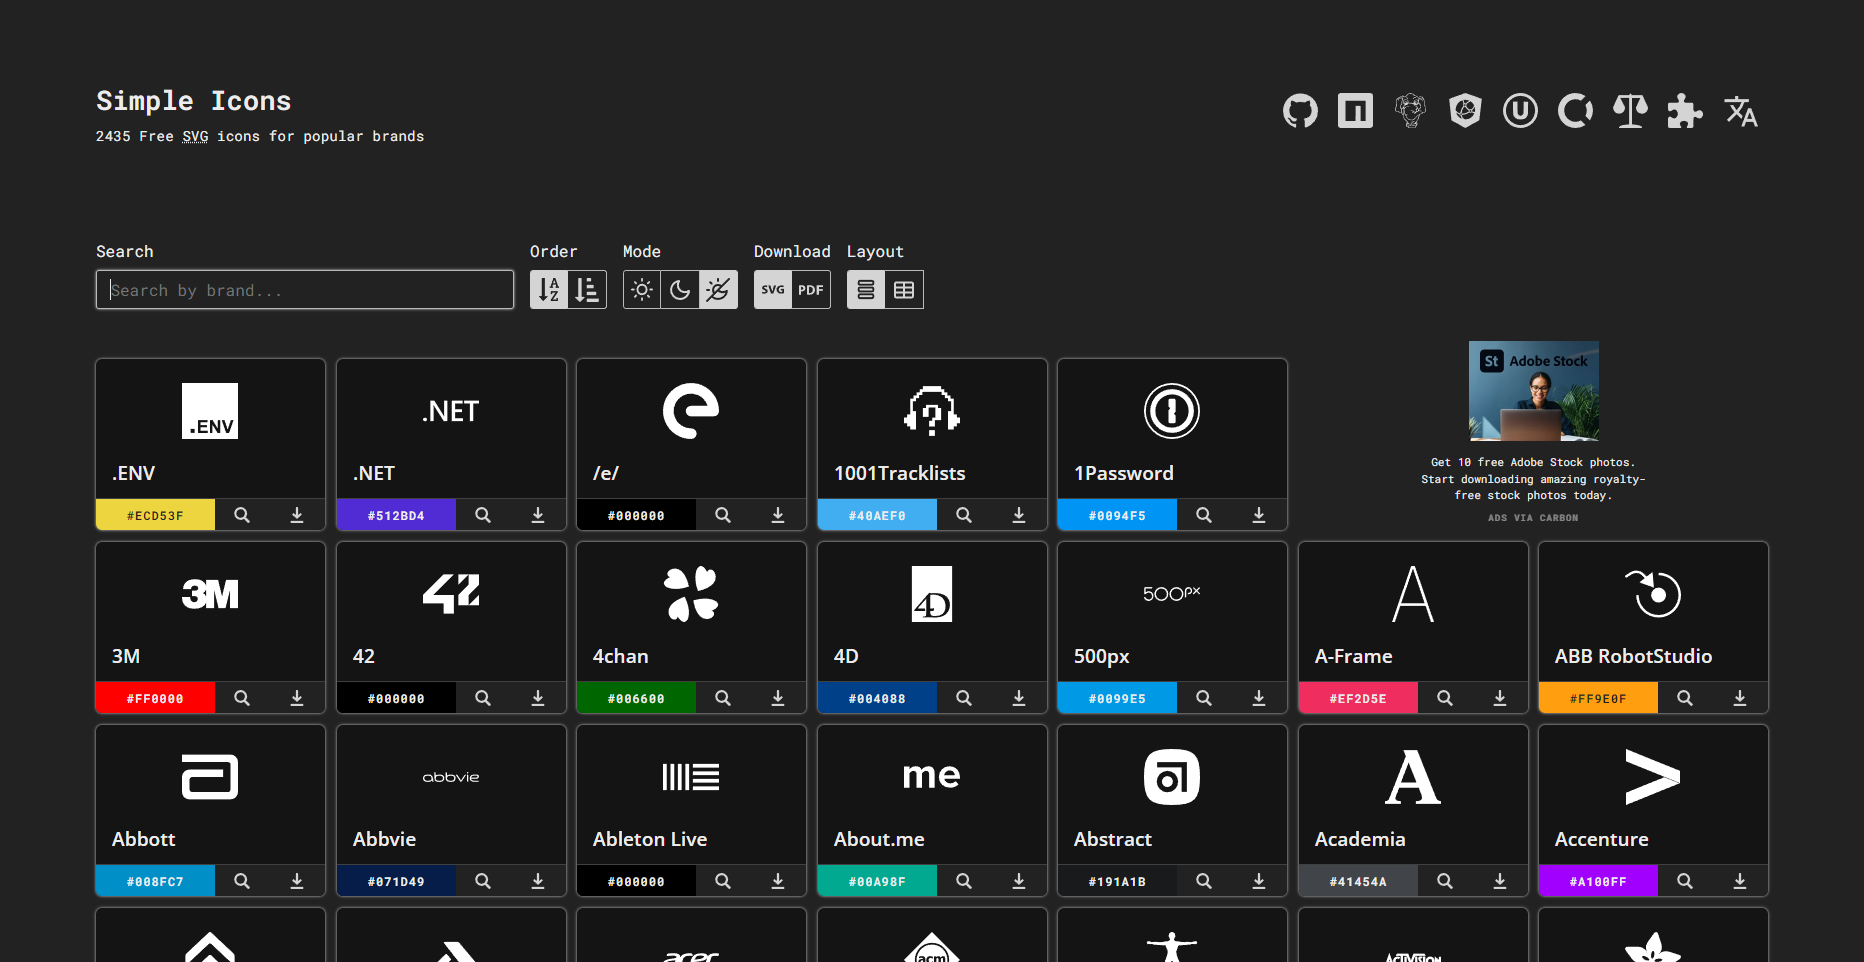 Simple Icons
2435 Free SVG icons for popular brands
Search
Order
Mode
Download
Layout
Search by brand...
A
Z
SVG
PDF
.ENV
.ENV
#ECD53F
.NET
.NET
#512BD4
/e/
#000000
?
1001Tracklists
#40AEF0
1Password
#0094F5
St Adobe Stock
Get 10 free Adobe Stock photos.
Start downloading amazing royalty-
free stock photos today.
ADS VIA CARBON
3M
3M
#FF0000
42
42
#000000
4chan
#006600
4D
4D
#004088
500px
500px
#0099E5
A-Frame
#EF2D5E
ABB RobotStudio
#FF9E0F
Abbott
#008FC7
abbvie
Abbvie
#071D49
Ableton Live
#000000
me
About.me
#00A98F
Abstract
#191A1B
A
Academia
#41454A
Accenture
#A100FF
acer
acm
ACTIVISION